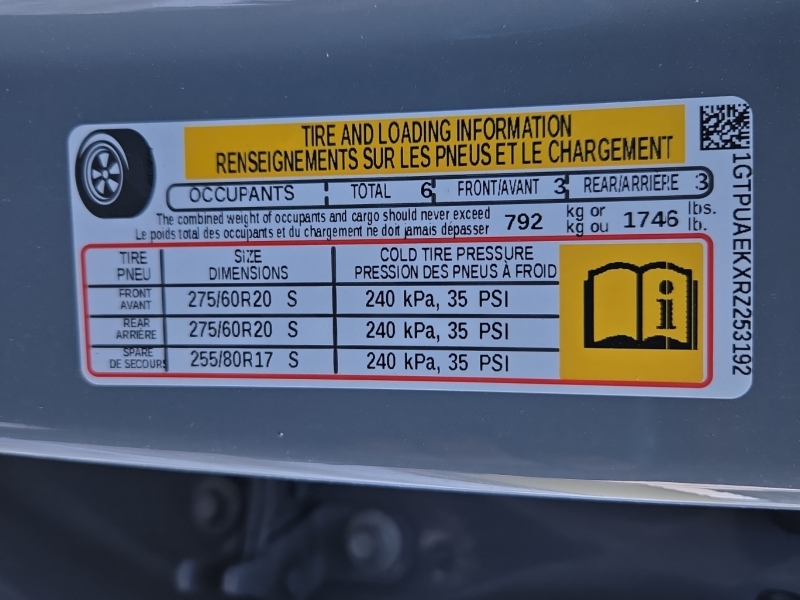 TIRE AND LOADING INFORMATION
RENSEIGNEMENTS SUR LES PNEUS ET LE CHARGEMENT
OCCUPANTS TOTAL 6 FRONT/AVANT 3 REAR/ARRIERE 3
The combined weight of occupants and cargo should never exceed
Le poids total des occupants et du chargement ne doit jamais dépasser
792 kg or kg ou 1746 lbs. lb.
TIRE PNEU SIZE DIMENSIONS COLD TIRE PRESSURE PRESSION DES PNEUS À FROID
FRONT AVANT 275/60R20 S 240 kPa, 35 PSI
REAR ARRIÈRE 275/60R20 S 240 kPa, 35 PSI
SPARE DE SECOURS 255/80R17 S 240 kPa, 35 PSI
i
1GTPUAEKXRZ253192